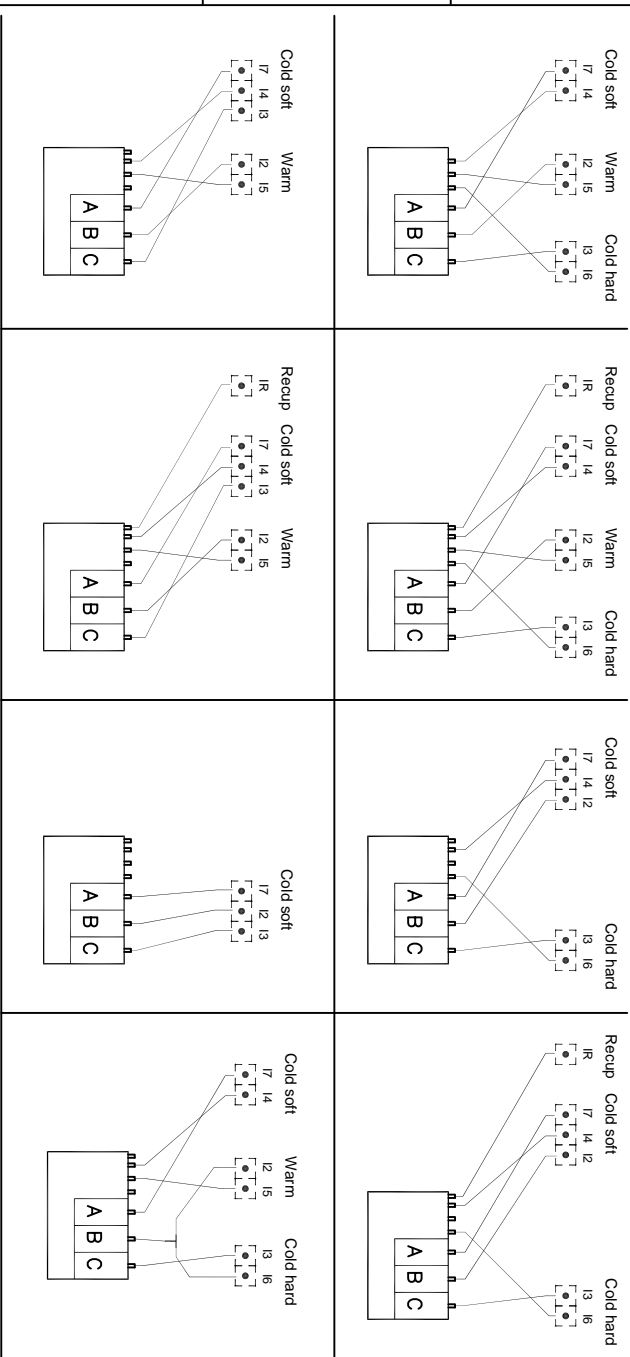 Cold soft Warm Cold hard
I7 I4 I2 I5 I3 I6
A B C
Recup Cold soft Warm Cold hard
IR I7 I4 I2 I5 I3 I6
A B C
Cold soft Cold hard
I7 I4 I2 I3 I6
A B C
Recup Cold soft Cold hard
IR I7 I4 I2 I3 I6
A B C
Cold soft Warm
I7 I4 I3 I2 I5
A B C
Recup Cold soft Warm
IR I7 I4 I3 I2 I5
A B C
Cold soft
I7 I2 I3
A B C
Cold soft Warm Cold hard
I7 I4 I2 I5 I3 I6
A B C